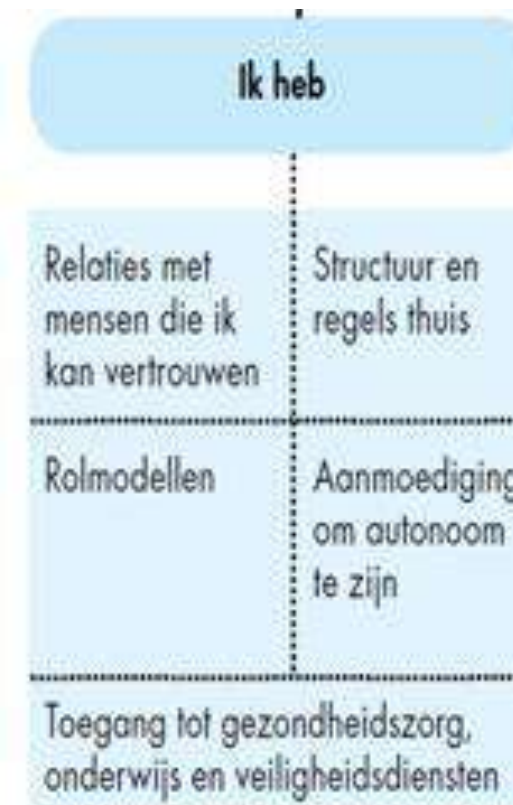 Ik heb
Relaties met
mensen die ik
kan vertrouwen
Structuur en
regels thuis
Rolmodellen
Aanmoediging
om autonoom
te zijn
Toegang tot gezondheidszorg,
onderwijs en veiligheidsdiensten